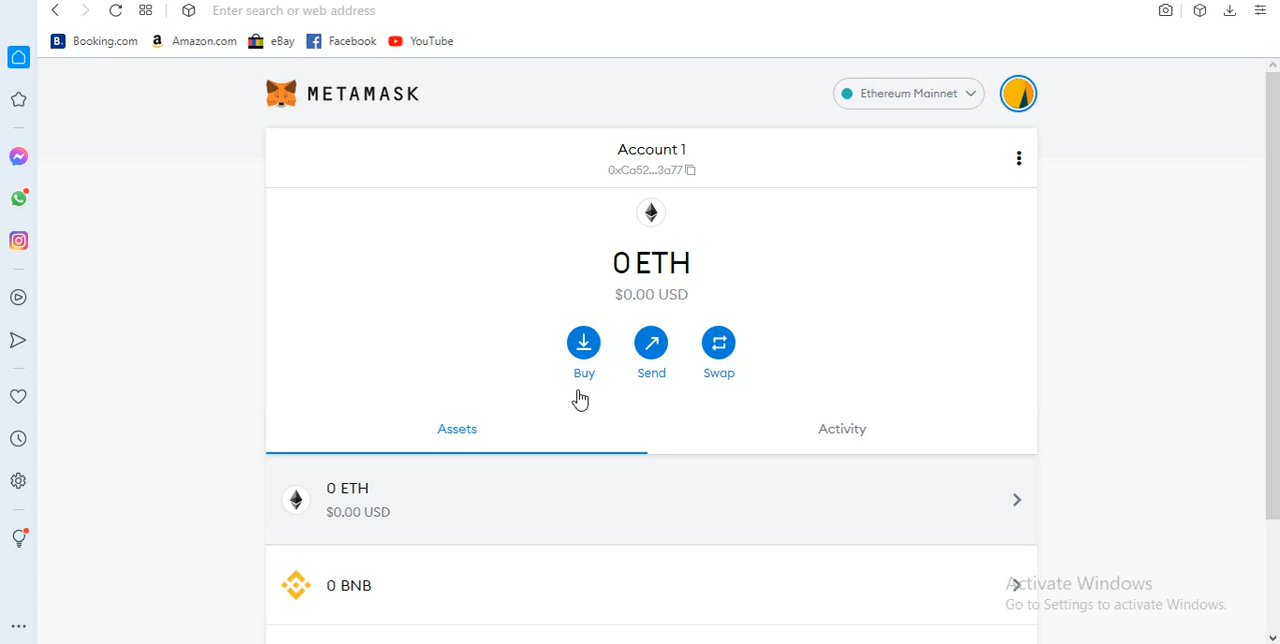 Enter search or web address
B. Booking.com a Amazon.com eBay Facebook YouTube
METAMASK
Ethereum Mainnet
Account 1
0xCa52...3a77
0 ETH
$0.00 USD
Buy Send Swap
Assets Activity
0 ETH
$0.00 USD
0 BNB
Activate Windows
Go to Settings to activate Windows.